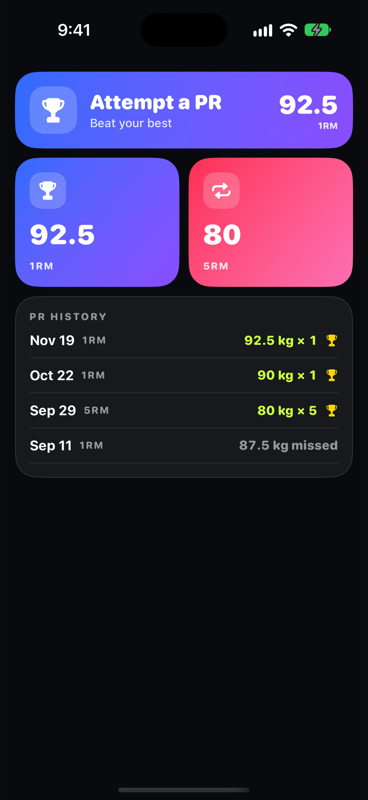 9:41
Attempt a PR
Beat your best
92.5
1RM
92.5
1RM
80
5RM
PR HISTORY
Nov 19 1RM 92.5 kg × 1
Oct 22 1RM 90 kg × 1
Sep 29 5RM 80 kg × 5
Sep 11 1RM 87.5 kg missed